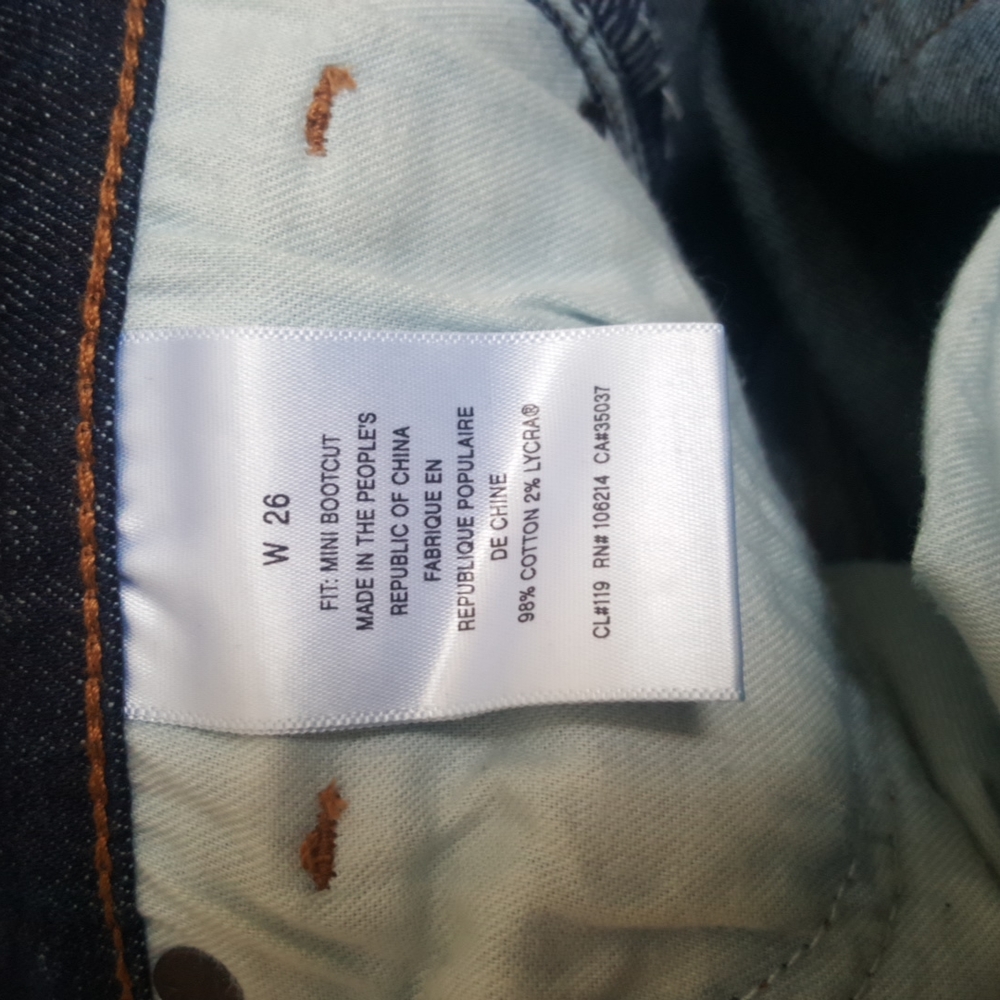 W 26
FIT: MINI BOOTCUT
MADE IN THE PEOPLE'S
REPUBLIC OF CHINA
FABRIQUE EN
REPUBLIQUE POPULAIRE
DE CHINE
98% COTTON 2% LYCRA®
CL#119 RN# 106214 CA#35037